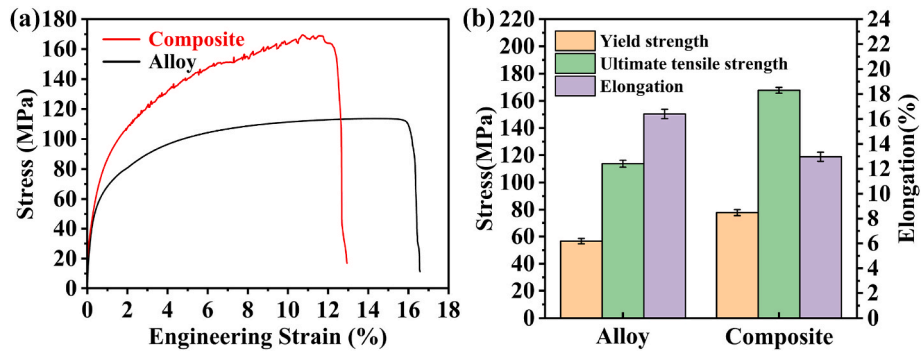 (a)
180
160
140
120
100
80
60
40
20
0
Stress (MPa)
Composite
Alloy
0 2 4 6 8 10 12 14 16 18
Engineering Strain (%)
(b)
220
200
180
160
140
120
100
80
60
40
20
0
Stress(MPa)
Yield strength
Ultimate tensile strength
Elongation
24
22
20
18
16
14
12
10
8
6
4
2
0
Elongation(%)
Alloy Composite